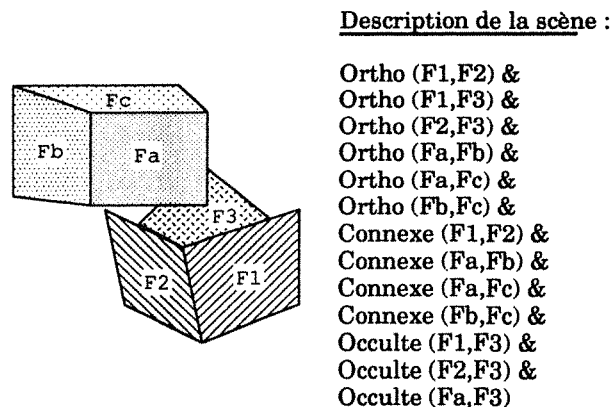 Description de la scène :
Ortho (F1,F2) &
Ortho (F1,F3) &
Ortho (F2,F3) &
Ortho (Fa,Fb) &
Ortho (Fa,Fc) &
Ortho (Fb,Fc) &
Connexe (F1,F2) &
Connexe (Fa,Fb) &
Connexe (Fa,Fc) &
Connexe (Fb,Fc) &
Occulte (F1,F3) &
Occulte (F2,F3) &
Occulte (Fa,F3)
Fc
Fb
Fa
F3
F2
F1